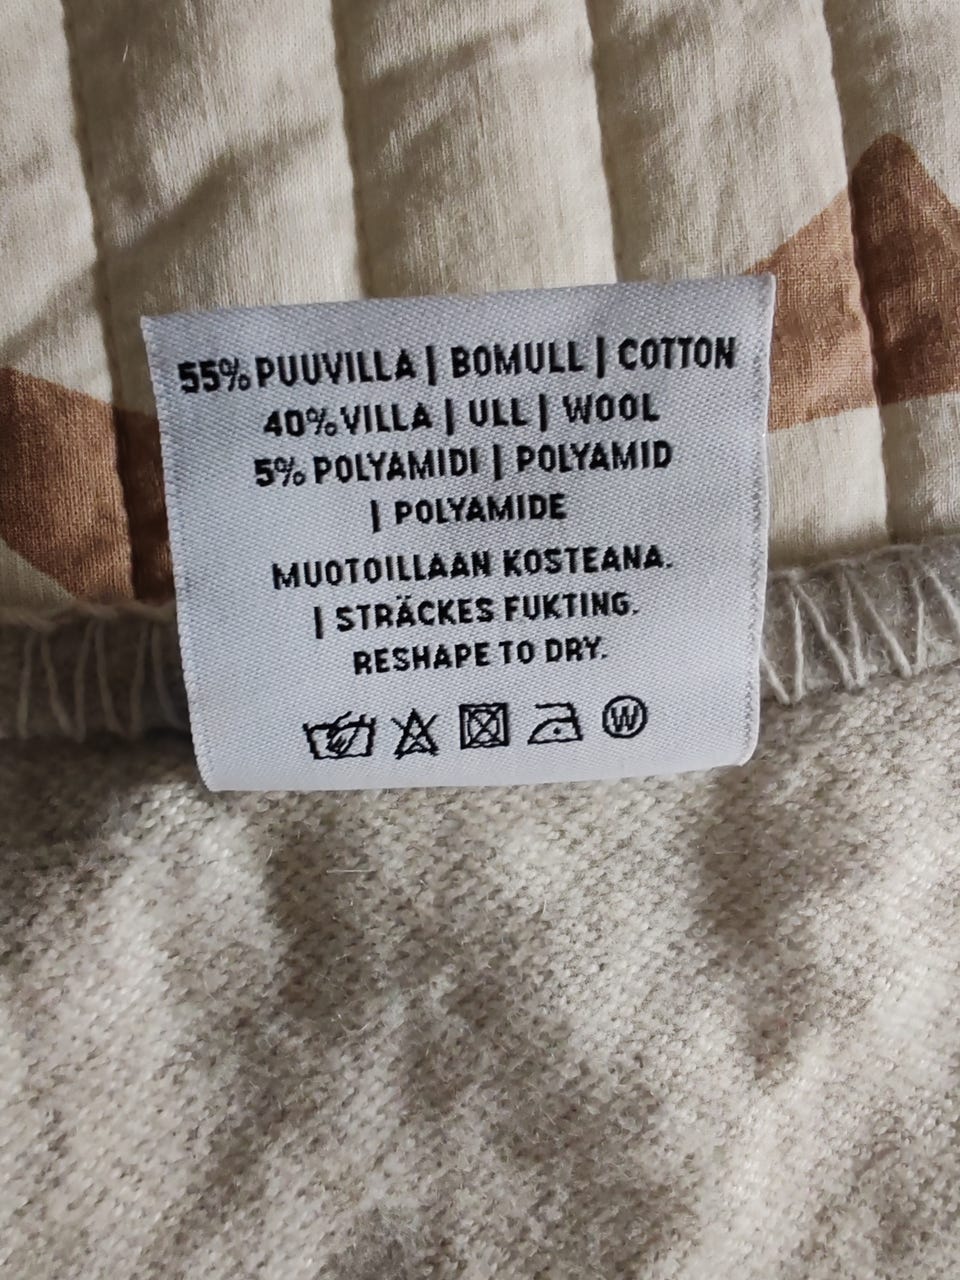 55% PUUVILLA | BOMULL | COTTON
40% VILLA | ULL | WOOL
5% POLYAMIDI | POLYAMID
| POLYAMIDE
MUOTOILLAAN KOSTEANA.
| STRÄCKES FUKTING.
RESHAPE TO DRY.
W